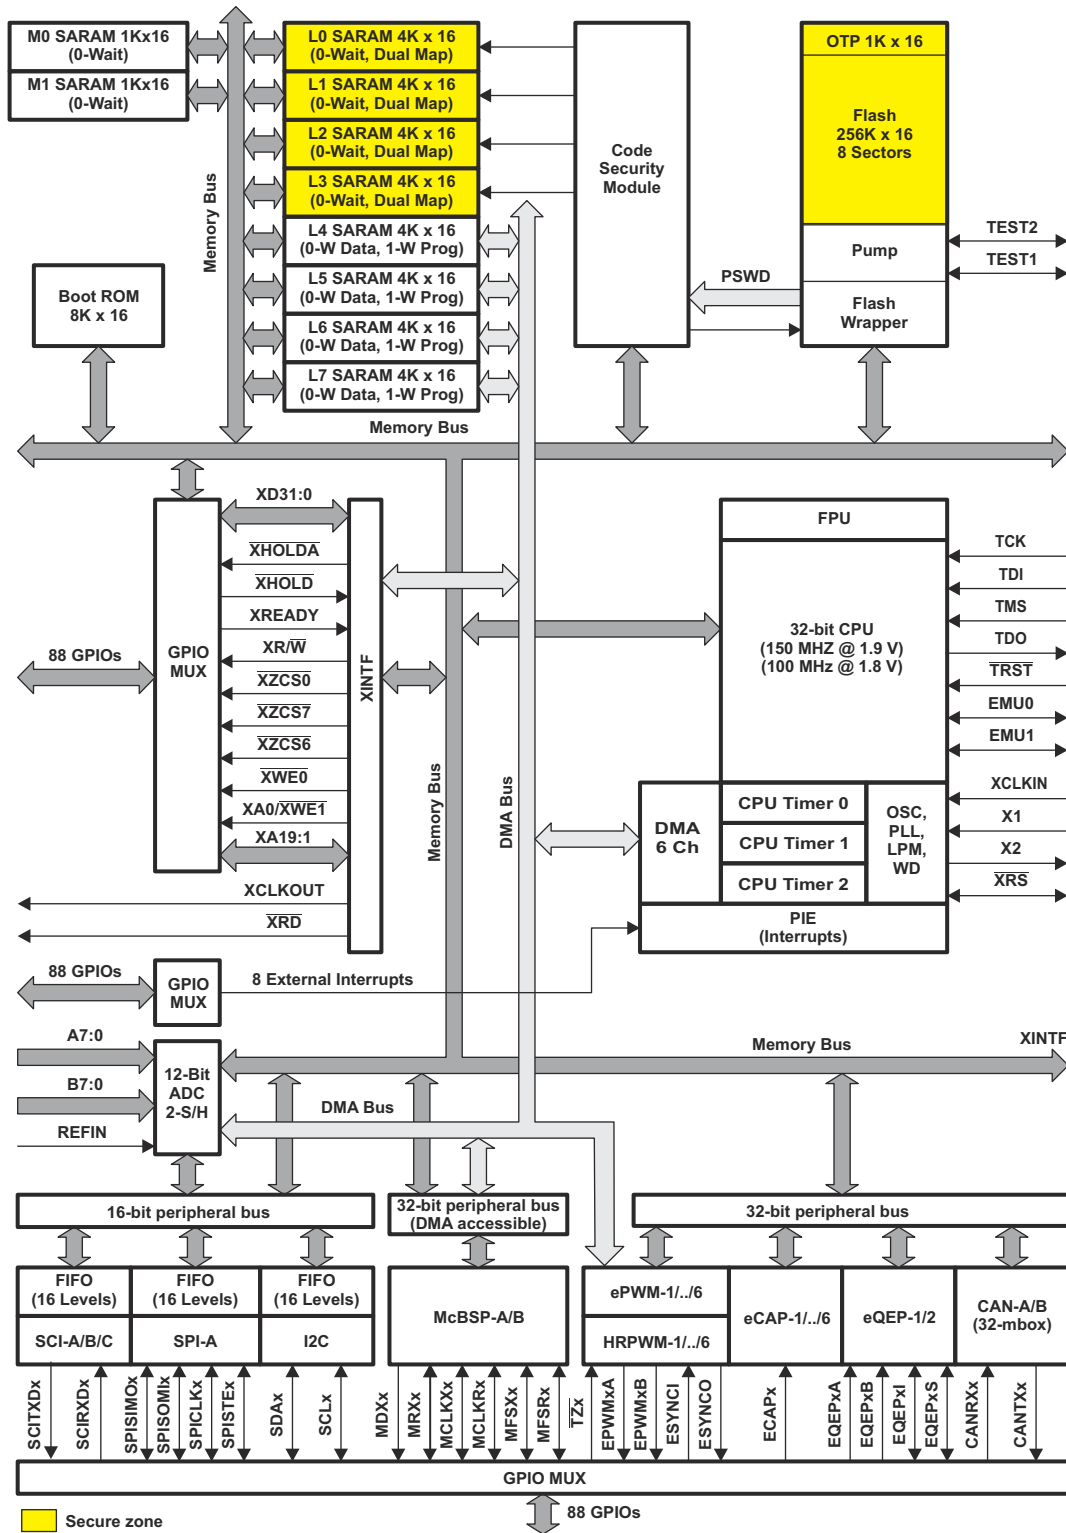 M0 SARAM 1Kx16
(0-Wait)
M1 SARAM 1Kx16
(0-Wait)
L0 SARAM 4K x 16
(0-Wait, Dual Map)
L1 SARAM 4K x 16
(0-Wait, Dual Map)
L2 SARAM 4K x 16
(0-Wait, Dual Map)
L3 SARAM 4K x 16
(0-Wait, Dual Map)
L4 SARAM 4K x 16
(0-W Data, 1-W Prog)
L5 SARAM 4K x 16
(0-W Data, 1-W Prog)
L6 SARAM 4K x 16
(0-W Data, 1-W Prog)
L7 SARAM 4K x 16
(0-W Data, 1-W Prog)
Memory Bus
Boot ROM
8K x 16
Code
Security
Module
OTP 1K x 16
Flash
256K x 16
8 Sectors
Pump
Flash
Wrapper
TEST2
TEST1
PSWD
Memory Bus
GPIO
MUX
88 GPIOs
XD31:0
XHOLDA
XHOLD
XREADY
XR/W
XZCS0
XZCS7
XZCS6
XWE0
XA0/XWE1
XA19:1
XCLKOUT
XRD
XINTF
Memory Bus
DMA Bus
FPU
32-bit CPU
(150 MHZ @ 1.9 V)
(100 MHz @ 1.8 V)
TCK
TDI
TMS
TDO
TRST
EMU0
EMU1
XCLKIN
X1
X2
XRS
DMA
6 Ch
CPU Timer 0
CPU Timer 1
CPU Timer 2
OSC,
PLL,
LPM,
WD
PIE
(Interrupts)
88 GPIOs
GPIO
MUX
8 External Interrupts
A7:0
B7:0
REFIN
12-Bit
ADC
2-S/H
Memory Bus
XINTF
DMA Bus
16-bit peripheral bus
32-bit peripheral bus
(DMA accessible)
32-bit peripheral bus
FIFO
(16 Levels)
FIFO
(16 Levels)
FIFO
(16 Levels)
SCI-A/B/C
SPI-A
I2C
McBSP-A/B
ePWM-1/../6
HRPWM-1/../6
eCAP-1/../6
eQEP-1/2
CAN-A/B
(32-mbox)
SCITXDx
SCIRXDx
SPISIMOx
SPISOMIx
SPICLKx
SPISTEx
SDAx
SCLx
MDXx
MRXx
MCLKXx
MCLKRx
MFSXx
MFSRx
TZx
EPWMxA
EPWMxB
ESYNCI
ESYNCO
ECAPx
EQEPxA
EQEPxB
EQEPxI
EQEPxS
CANRXx
CANTXx
GPIO MUX
88 GPIOs
Secure zone